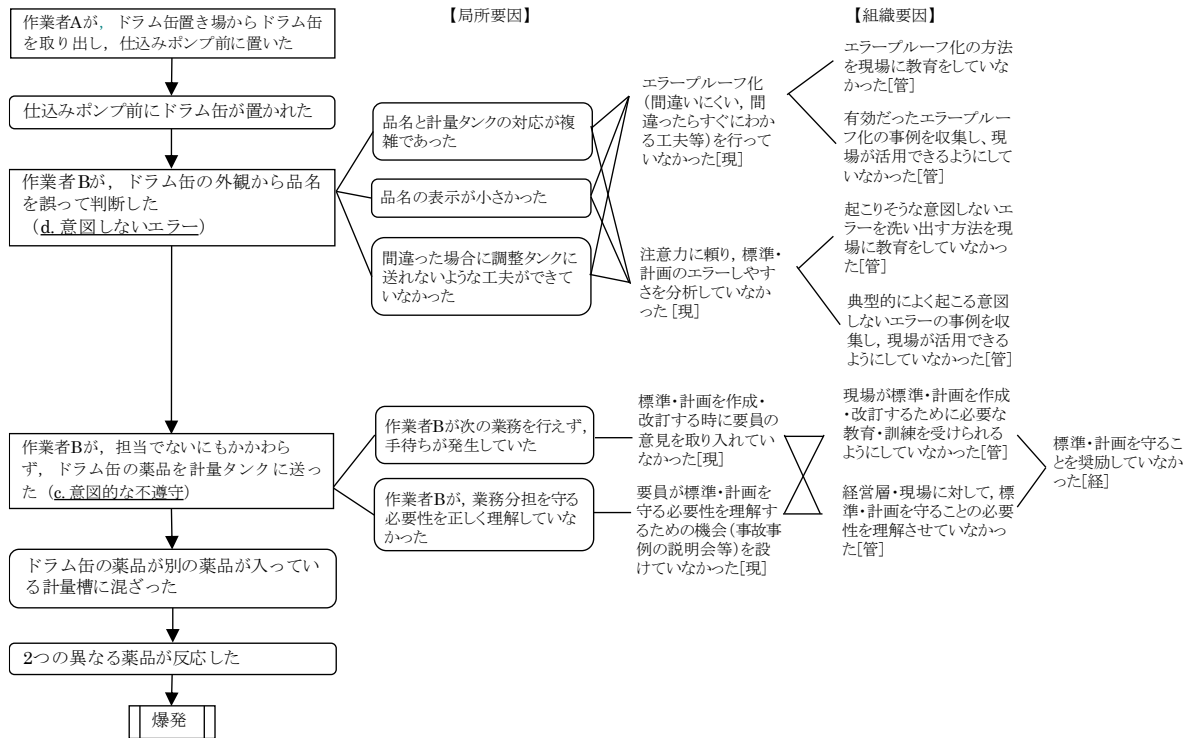 作業者Aが，ドラム缶置き場からドラム缶
を取り出し，仕込みポンプ前に置いた
仕込みポンプ前にドラム缶が置かれた
作業者Bが，ドラム缶の外観から品名
を誤って判断した
（d. 意図しないエラー）
作業者Bが，担当でないにもかかわら
ず，ドラム缶の薬品を計量タンクに送っ
た（c. 意図的な不遵守）
ドラム缶の薬品が別の薬品が入ってい
る計量槽に混ざった
2つの異なる薬品が反応した
爆発
【局所要因】
品名と計量タンクの対応が複
雑であった
品名の表示が小さかった
間違った場合に調整タンクに
送れないような工夫ができて
いなかった
作業者Bが次の業務を行えず，
手待ちが発生していた
作業者Bが，業務分担を守る
必要性を正しく理解していな
かった
【組織要因】
エラープルーフ化
（間違いにくい，間
違ったらすぐにわか
る工夫等）を行って
いなかった[現]
注意力に頼り，標準・
計画のエラーしやす
さを分析していなか
った [現]
標準・計画を作成・
改訂する時に要員の
意見を取り入れてい
なかった[現]
要員が標準・計画を
守る必要性を理解する
ための機会（事故事
例の説明会等）を設
けていなかった[現]
エラープルーフ化の方法
を現場に教育をしていな
かった[管]
有効だったエラープルー
フ化の事例を収集し、現
場が活用できるようにして
いなかった[管]
起こりそうな意図しないエ
ラーを洗い出す方法を現
場に教育をしていなかっ
た[管]
典型的によく起こる意図
しないエラーの事例を収
集し，現場が活用できる
ようにしていなかった[管]
現場が標準・計画を作成
・改訂するために必要な
教育・訓練を受けられる
ようにしていなかった[管]
経営層・現場に対して，標
準・計画を守ることの必要
性を理解させていなかっ
た[管]
標準・計画を守るこ
とを奨励していなか
った[経]